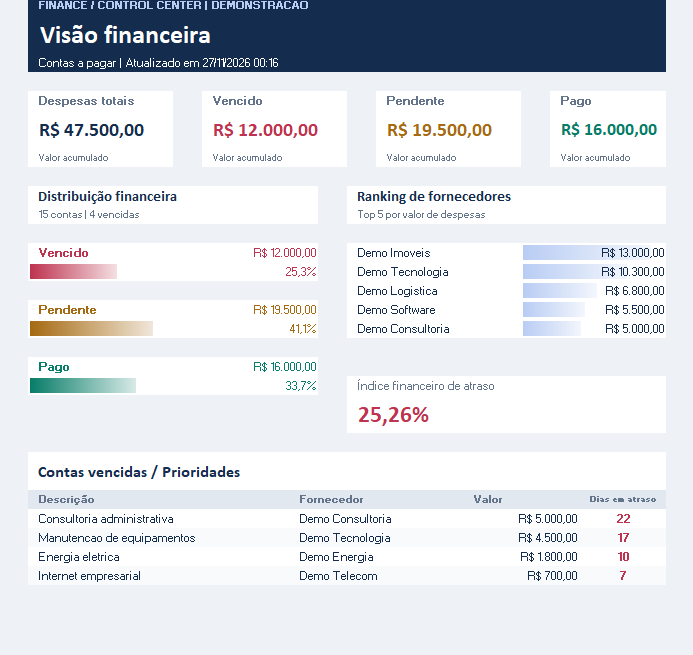 FINANCE / CONTROL CENTER | DEMONSTRACAO
Visão financeira
Contas a pagar | Atualizado em 27/11/2026 00:16
Despesas totais
R$ 47.500,00
Valor acumulado
Vencido
R$ 12.000,00
Valor acumulado
Pendente
R$ 19.500,00
Valor acumulado
Pago
R$ 16.000,00
Valor acumulado
Distribuição financeira
15 contas | 4 vencidas
Vencido R$ 12.000,00
25,3%
Pendente R$ 19.500,00
41,1%
Pago R$ 16.000,00
33,7%
Ranking de fornecedores
Top 5 por valor de despesas
Demo Imoveis R$ 13.000,00
Demo Tecnologia R$ 10.300,00
Demo Logistica R$ 6.800,00
Demo Software R$ 5.500,00
Demo Consultoria R$ 5.000,00
Índice financeiro de atraso
25,26%
Contas vencidas / Prioridades
Descrição Fornecedor Valor Dias em atraso
Consultoria administrativa Demo Consultoria R$ 5.000,00 22
Manutencao de equipamentos Demo Tecnologia R$ 4.500,00 17
Energia eletrica Demo Energia R$ 1.800,00 10
Internet empresarial Demo Telecom R$ 700,00 7